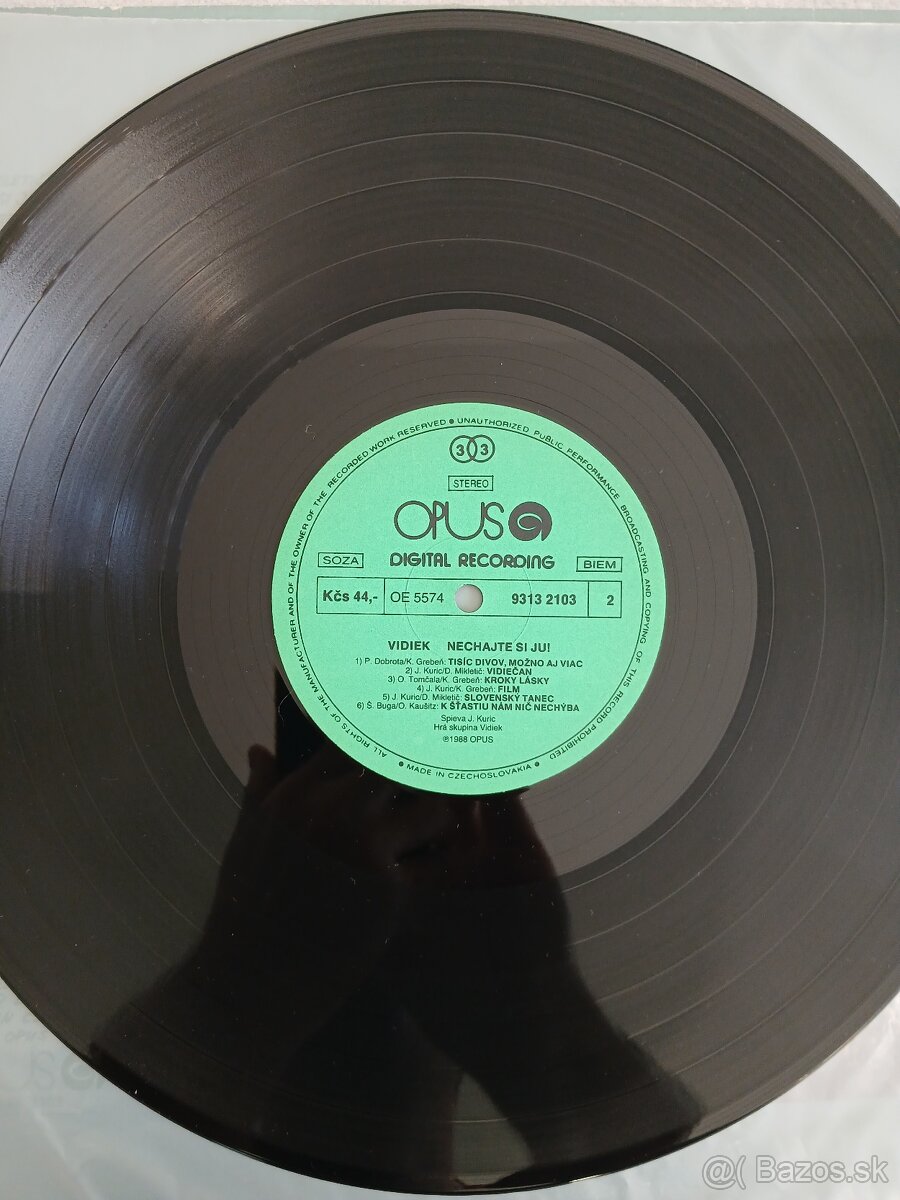 ALL RIGHTS OF THE MANUFACTURER AND OF THE OWNER OF THE RECORDED WORK RESERVED ● UNAUTHORIZED PUBLIC PERFORMANCE BROADCASTING AND COPYING OF THIS RECORD PROHIBITED
● MADE IN CZECHOSLOVAKIA ●
33
STEREO
OPUS
DIGITAL RECORDING
SOZA
BIEM
Kčs 44,- OE 5574 9313 2103 2
VIDIEK NECHAJTE SI JU!
1) P. Dobrota/K. Grebeň: TISÍC DIVOV, MOŽNO AJ VIAC
2) J. Kuric/D. Mikletič: VIDIEČAN
3) O. Tomčala/K. Grebeň: KROKY LÁSKY
4) J. Kuric/K. Grebeň: FILM
5) J. Kuric/D. Mikletič: SLOVENSKÝ TANEC
6) Š. Buga/O. Kaušitz: K ŠŤASTIU NÁM NIČ NECHÝBA
Spieva J. Kuric
Hrá skupina Vidiek
℗1988 OPUS
@( Bazos.sk